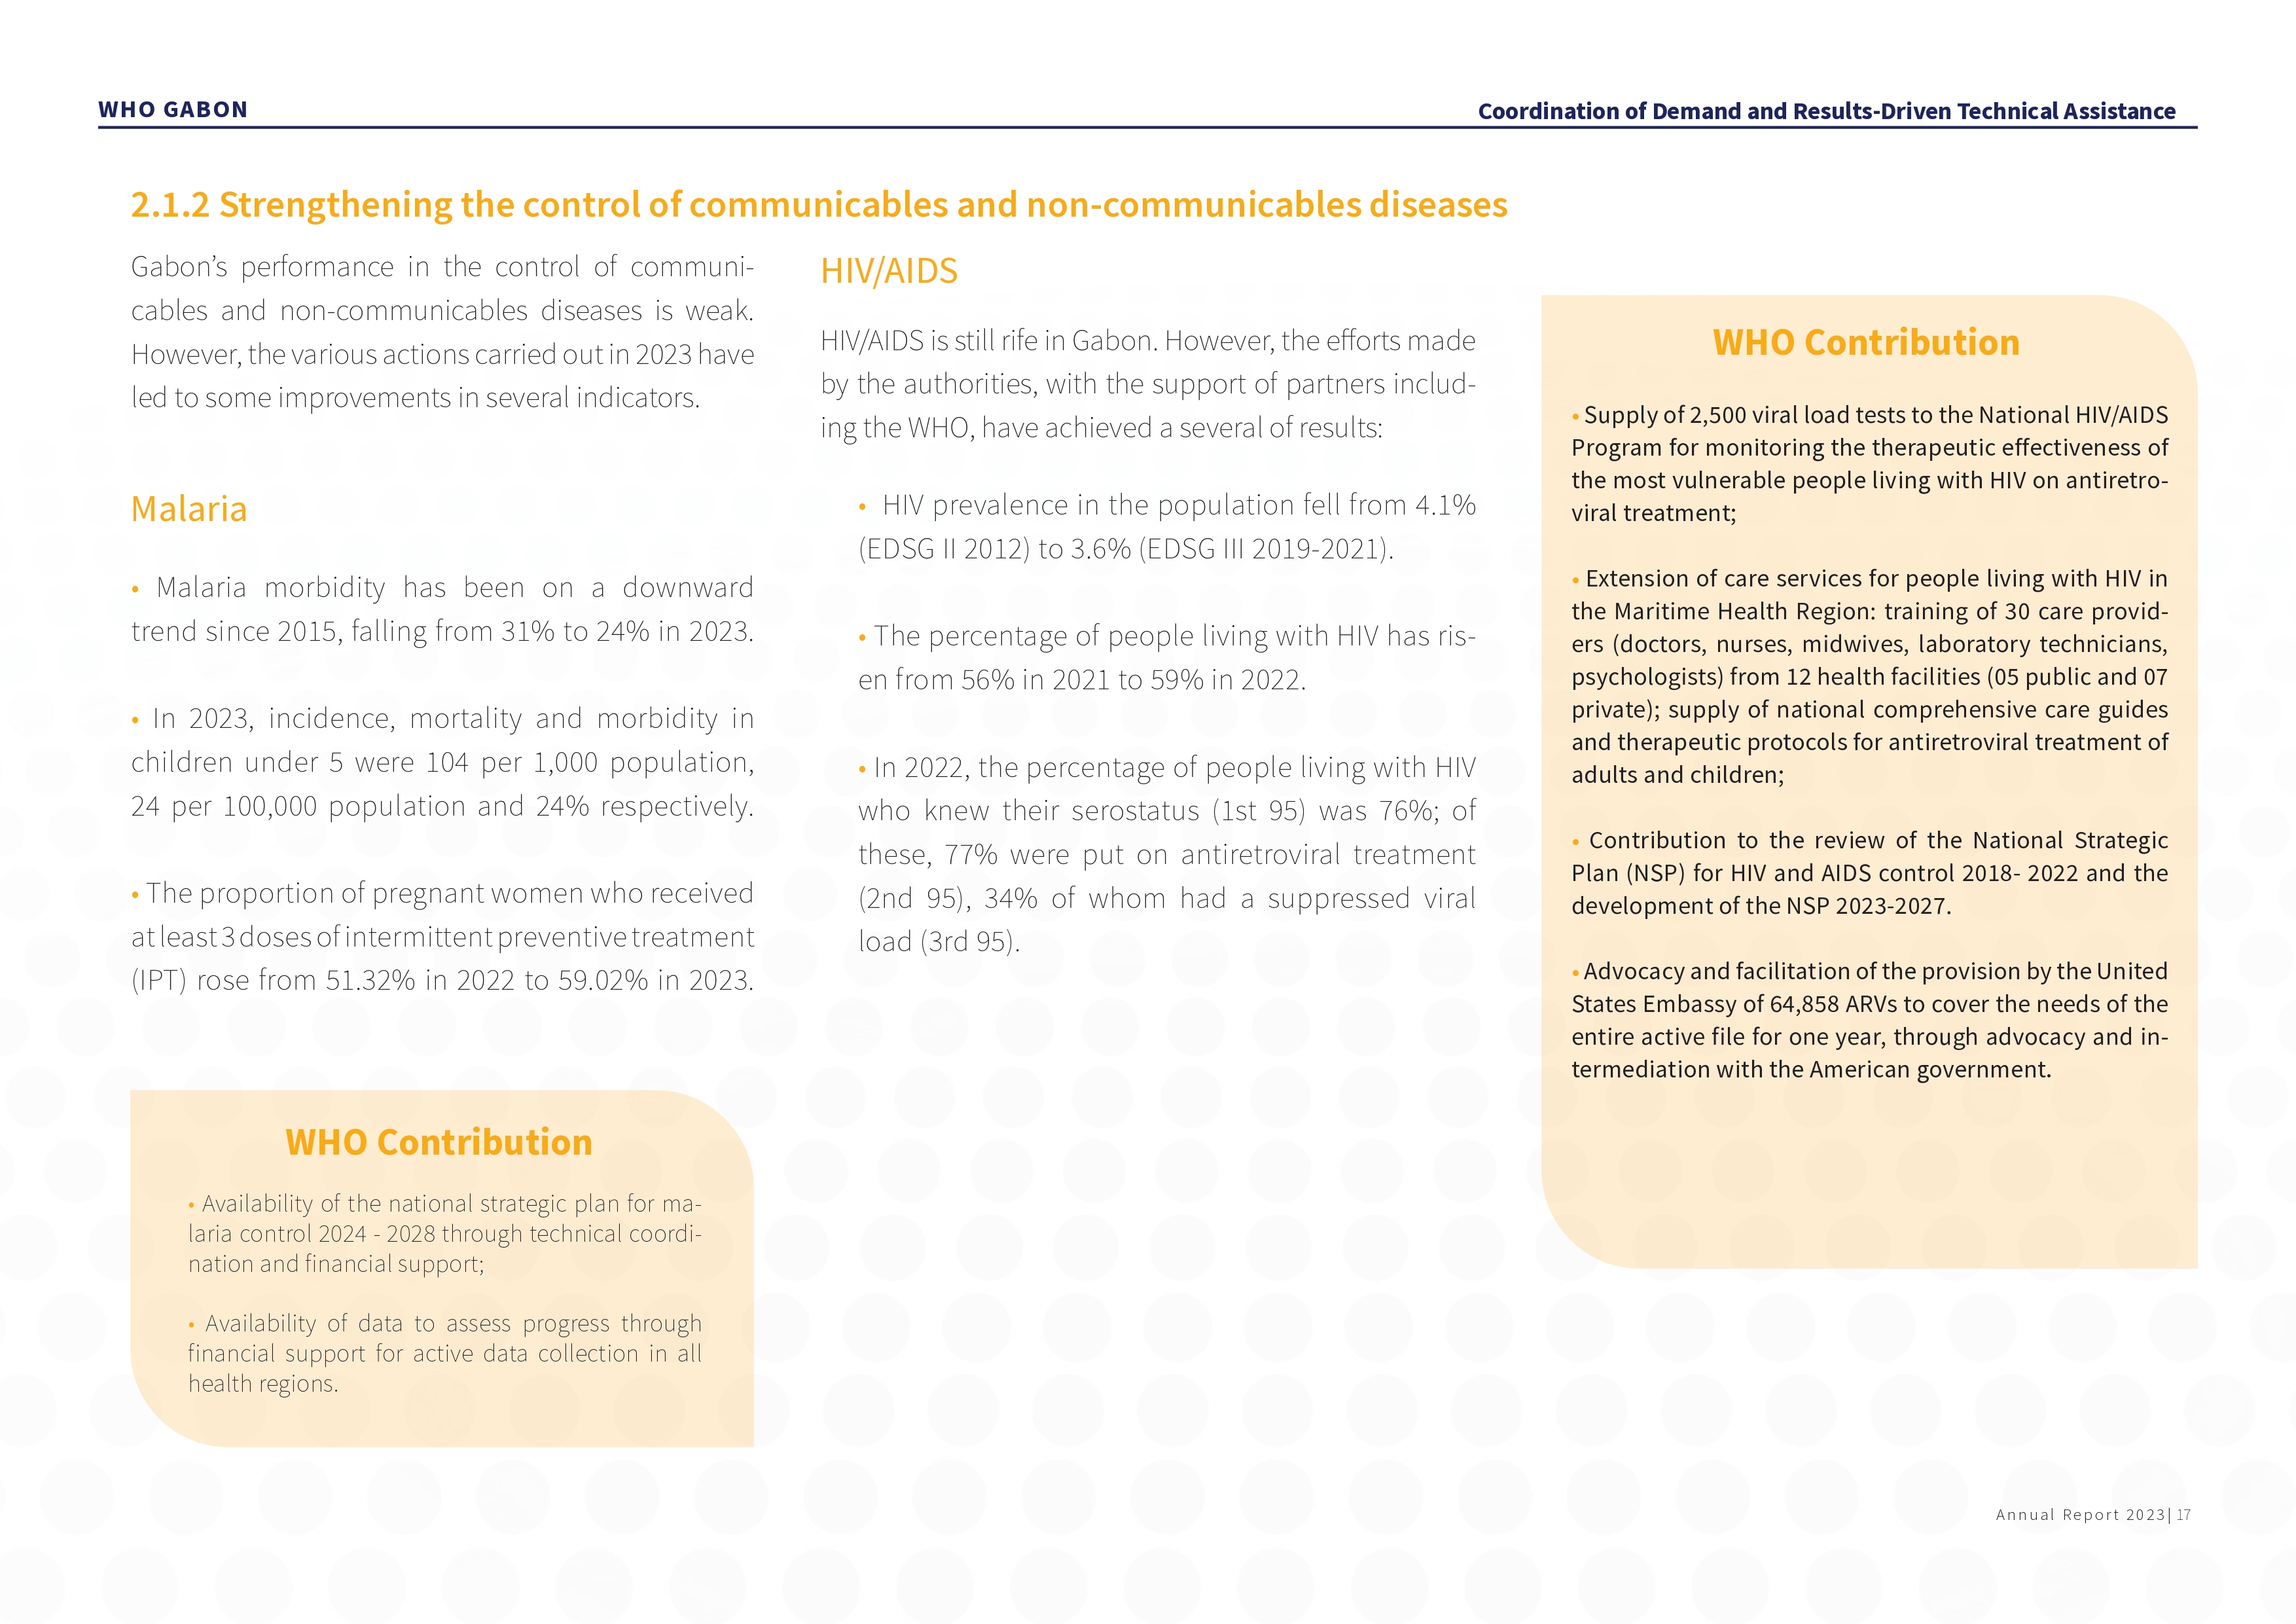 WHO GABON
Coordination of Demand and Results-Driven Technical Assistance
2.1.2 Strengthening the control of communicables and non-communicables diseases
Gabon’s performance in the control of communi-
cables and non-communicables diseases is weak.
However, the various actions carried out in 2023 have
led to some improvements in several indicators.
Malaria
• Malaria morbidity has been on a downward
trend since 2015, falling from 31% to 24% in 2023.
• In 2023, incidence, mortality and morbidity in
children under 5 were 104 per 1,000 population,
24 per 100,000 population and 24% respectively.
• The proportion of pregnant women who received
at least 3 doses of intermittent preventive treatment
(IPT) rose from 51.32% in 2022 to 59.02% in 2023.
WHO Contribution
• Availability of the national strategic plan for ma-
laria control 2024 - 2028 through technical coordi-
nation and financial support;
• Availability of data to assess progress through
financial support for active data collection in all
health regions.
HIV/AIDS
HIV/AIDS is still rife in Gabon. However, the efforts made
by the authorities, with the support of partners includ-
ing the WHO, have achieved a several of results:
• HIV prevalence in the population fell from 4.1%
(EDSG II 2012) to 3.6% (EDSG III 2019-2021).
• The percentage of people living with HIV has ris-
en from 56% in 2021 to 59% in 2022.
• In 2022, the percentage of people living with HIV
who knew their serostatus (1st 95) was 76%; of
these, 77% were put on antiretroviral treatment
(2nd 95), 34% of whom had a suppressed viral
load (3rd 95).
WHO Contribution
• Supply of 2,500 viral load tests to the National HIV/AIDS
Program for monitoring the therapeutic effectiveness of
the most vulnerable people living with HIV on antiretro-
viral treatment;
• Extension of care services for people living with HIV in
the Maritime Health Region: training of 30 care provid-
ers (doctors, nurses, midwives, laboratory technicians,
psychologists) from 12 health facilities (05 public and 07
private); supply of national comprehensive care guides
and therapeutic protocols for antiretroviral treatment of
adults and children;
• Contribution to the review of the National Strategic
Plan (NSP) for HIV and AIDS control 2018- 2022 and the
development of the NSP 2023-2027.
• Advocacy and facilitation of the provision by the United
States Embassy of 64,858 ARVs to cover the needs of the
entire active file for one year, through advocacy and in-
termediation with the American government.
Annual Report 2023| 17